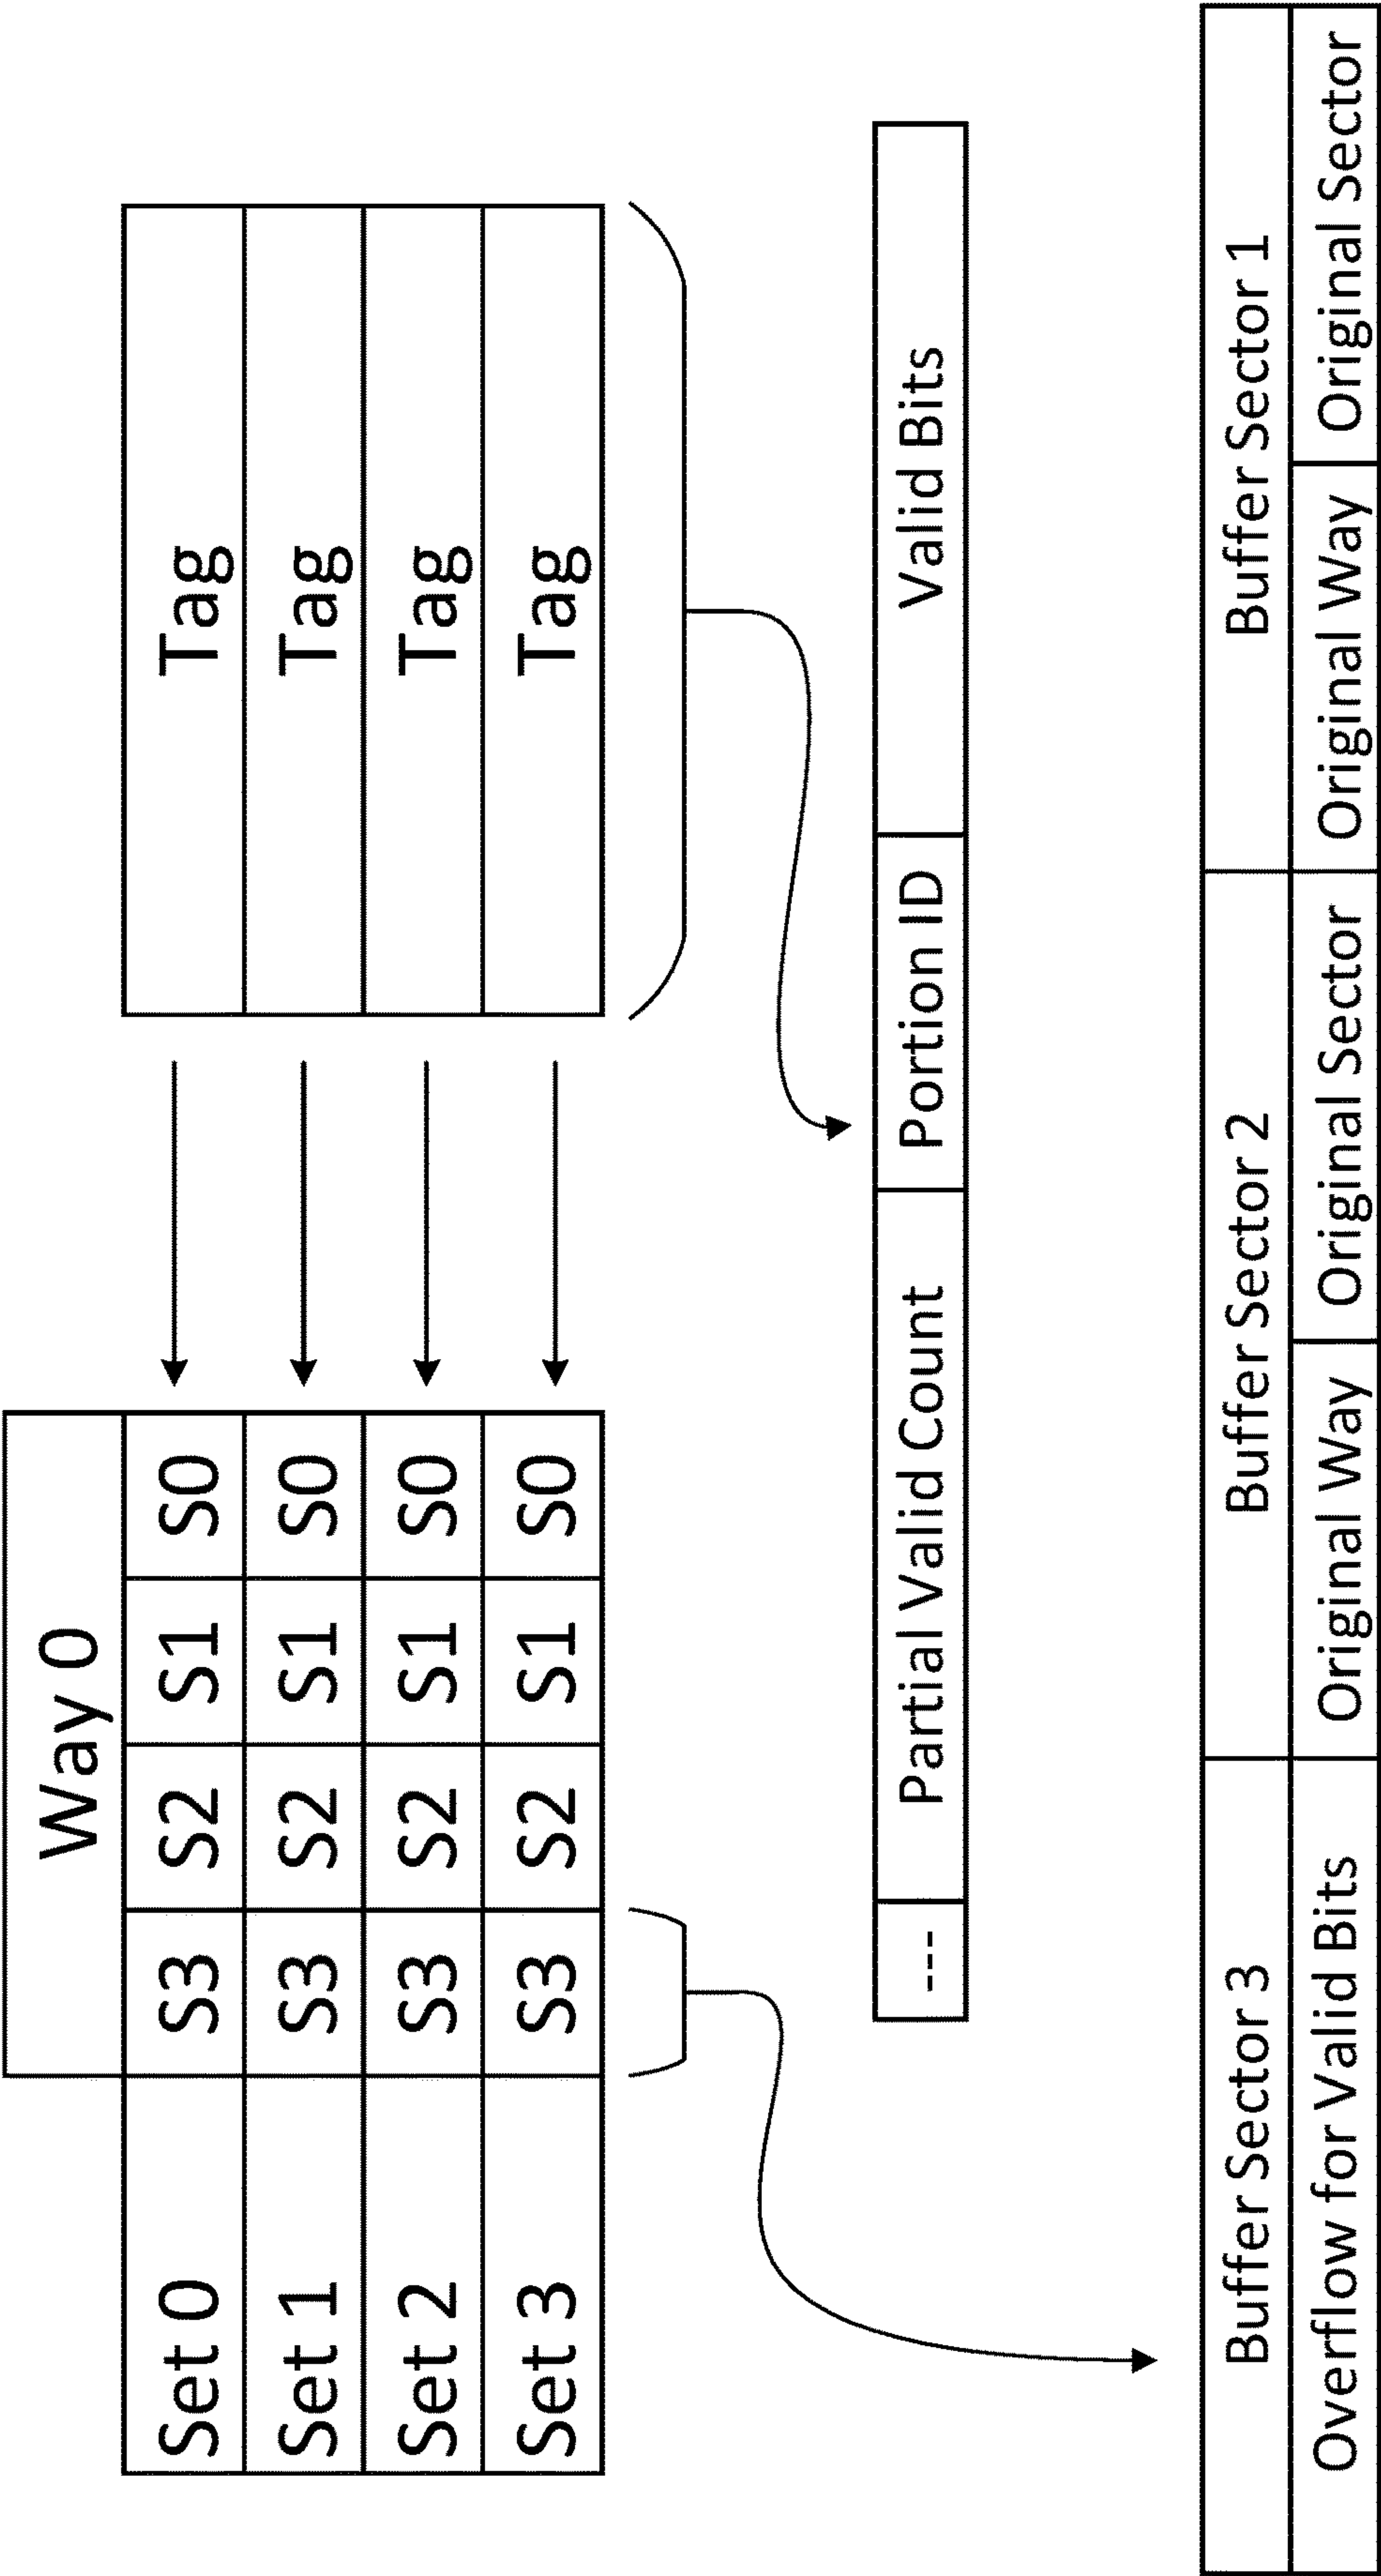 Way 0
Set 0 S3 S2 S1 S0 Tag
Set 1 S3 S2 S1 S0 Tag
Set 2 S3 S2 S1 S0 Tag
Set 3 S3 S2 S1 S0 Tag
--- Partial Valid Count Portion ID Valid Bits
Buffer Sector 3 Buffer Sector 2 Buffer Sector 1
Overflow for Valid Bits Original Way Original Sector Original Way Original Sector